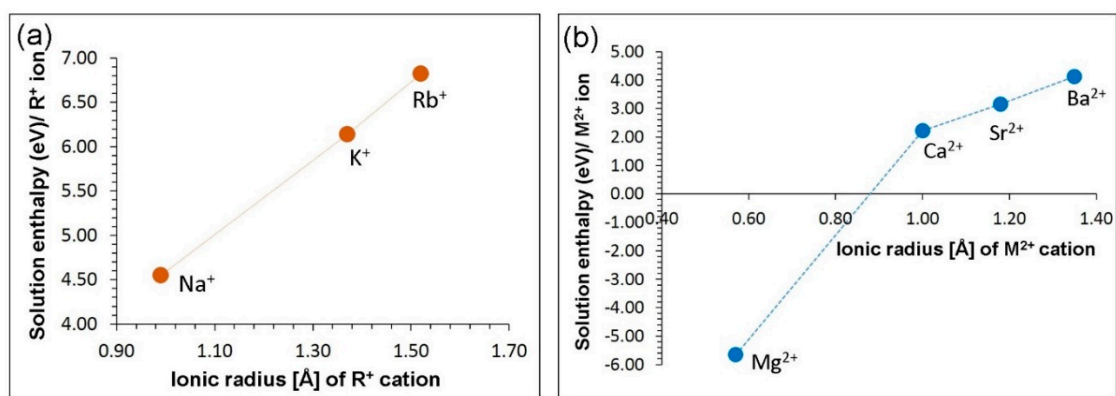 (a)
Solution enthalpy (eV)/ R⁺ ion
7.00
6.50
6.00
5.50
5.00
4.50
4.00
0.90
1.10
1.30
1.50
1.70
Rb⁺
K⁺
Na⁺
Ionic radius [Å] of R⁺ cation
(b)
Solution enthalpy (eV)/ M²⁺ ion
5.00
4.00
3.00
2.00
1.00
0.00
-1.00
-2.00
-3.00
-4.00
-5.00
-6.00
0.40
0.60
0.80
1.00
1.20
1.40
Ba²⁺
Sr²⁺
Ca²⁺
Ionic radius [Å] of M²⁺ cation
Mg²⁺